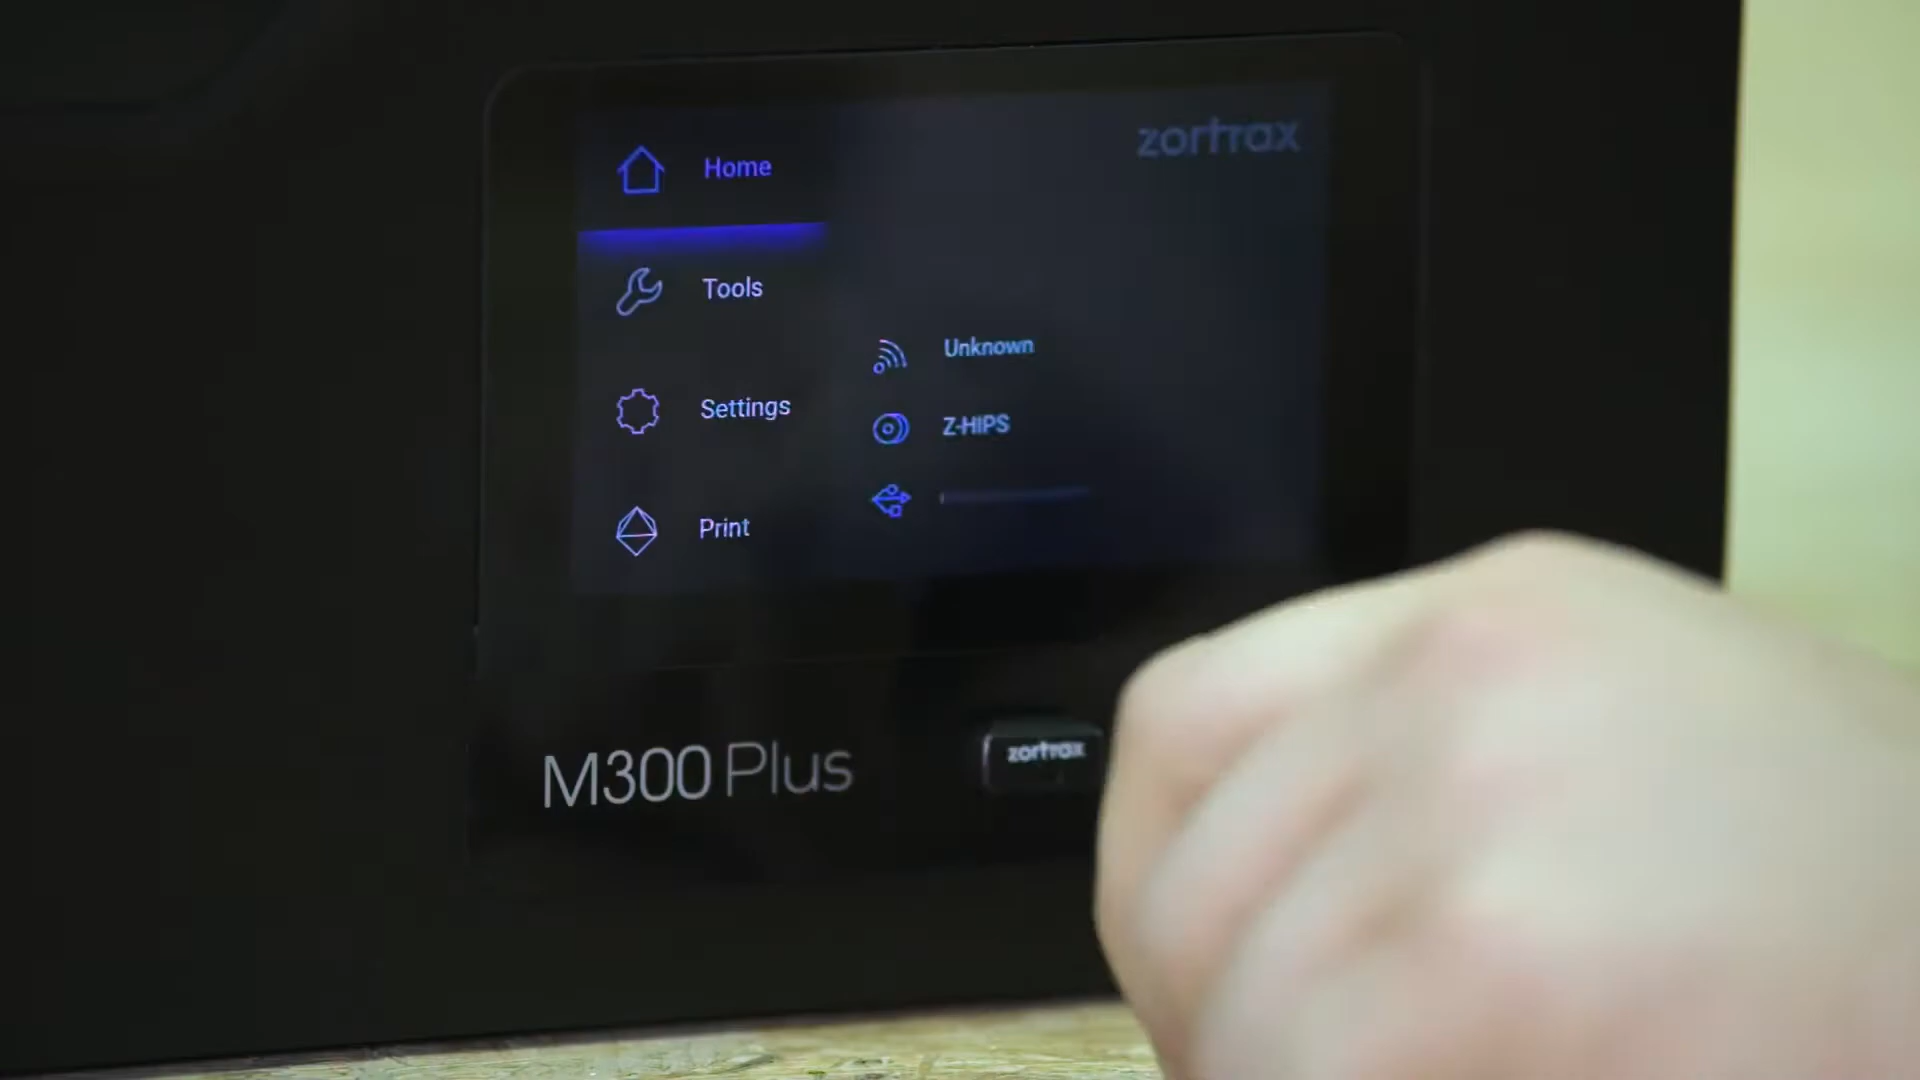 zortrax
Home
Tools
Settings
Print
Unknown
Z-HIPS
M300 Plus
zortrax